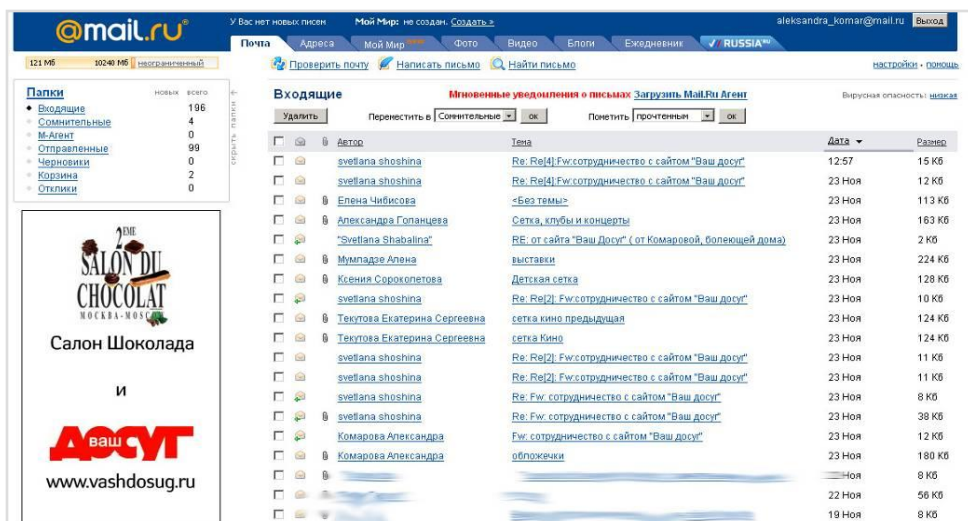 @mail.ru®
У Вас нет новых писем Мой Мир: не создан. Создать »
aleksandra_komar@mail.ru Выход
Почта Адреса Мой Мир Фото Видео Блоги Ежедневник RUSSIA.RU
121 Мб 10240 Мб неограниченный
Проверить почту Написать письмо Найти письмо
настройки · помощь
Папки новых всего
Входящие 196
Сомнительные 4
М-Агент 0
Отправленные 99
Черновики 0
Корзина 2
Отклики 0
скрыть папки
2ÈME
SALON DU
CHOCOLAT
МОСКВА-MOSCOU
Салон Шоколада
и
ваш
ДОСУГ
www.vashdosug.ru
Входящие Мгновенные уведомления о письмах Загрузить Mail.Ru Агент Вирусная опасность: низкая
Удалить Переместить в Сомнительные ок Пометить прочтенным ок
Автор Тема Дата Размер
svetlana shoshina Re: Re[4]:Fw:сотрудничество с сайтом "Ваш досуг" 12:57 15 Кб
svetlana shoshina Re: Re[4]:Fw:сотрудничество с сайтом "Ваш досуг" 23 Ноя 12 Кб
Елена Чибисова <Без темы> 23 Ноя 113 Кб
Александра Голанцева Сетка, клубы и концерты 23 Ноя 163 Кб
"Svetlana Shabalina" RE: от сайта "Ваш Досуг" ( от Комаровой, болеющей дома) 23 Ноя 2 Кб
Мумладзе Алена выставки 23 Ноя 224 Кб
Ксения Сороколетова Детская сетка 23 Ноя 128 Кб
svetlana shoshina Re: Re[2]: Fw:сотрудничество с сайтом "Ваш досуг" 23 Ноя 10 Кб
Текутова Екатерина Сергеевна сетка кино предыдущая 23 Ноя 124 Кб
Текутова Екатерина Сергеевна сетка Кино 23 Ноя 124 Кб
svetlana shoshina Re: Re[2]: Fw:сотрудничество с сайтом "Ваш досуг" 23 Ноя 11 Кб
svetlana shoshina Re: Re[2]: Fw:сотрудничество с сайтом "Ваш досуг" 23 Ноя 11 Кб
svetlana shoshina Re: Fw: сотрудничество с сайтом "Ваш досуг" 23 Ноя 8 Кб
svetlana shoshina Re: Fw: сотрудничество с сайтом "Ваш досуг" 23 Ноя 38 Кб
Комарова Александра Fw: сотрудничество с сайтом "Ваш досуг" 23 Ноя 12 Кб
Комарова Александра обложечки 23 Ноя 180 Кб
Ноя 8 Кб
22 Ноя 56 Кб
19 Ноя 8 Кб